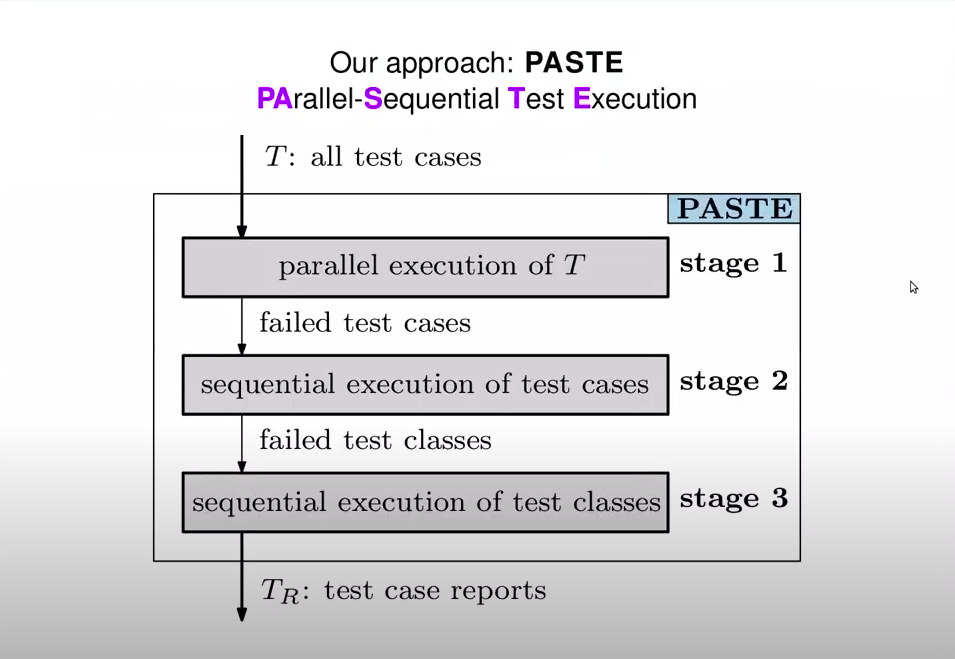 Our approach: PASTE
PArallel-Sequential Test Execution
T: all test cases
PASTE
parallel execution of T
stage 1
failed test cases
sequential execution of test cases
stage 2
failed test classes
sequential execution of test classes
stage 3
T_R: test case reports